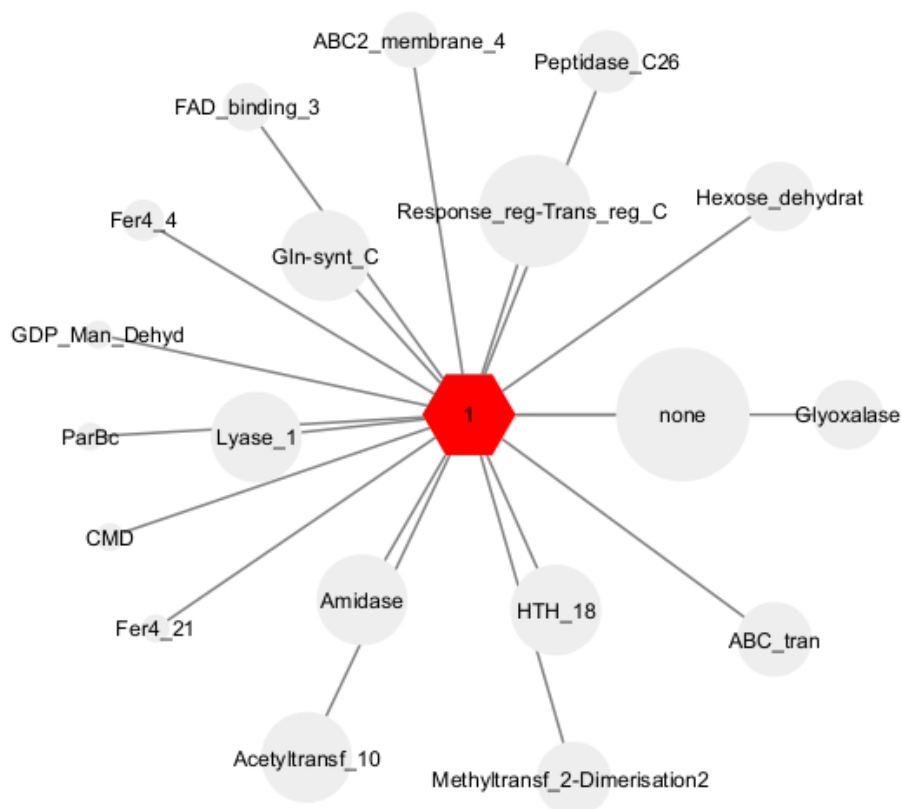 ABC2_membrane_4
Peptidase_C26
FAD_binding_3
Hexose_dehydrat
Response_reg-Trans_reg_C
Fer4_4
Gln-synt_C
GDP_Man_Dehyd
1
none
Glyoxalase
ParBc
Lyase_1
CMD
Amidase
HTH_18
Fer4_21
ABC_tran
Acetyltransf_10
Methyltransf_2-Dimerisation2